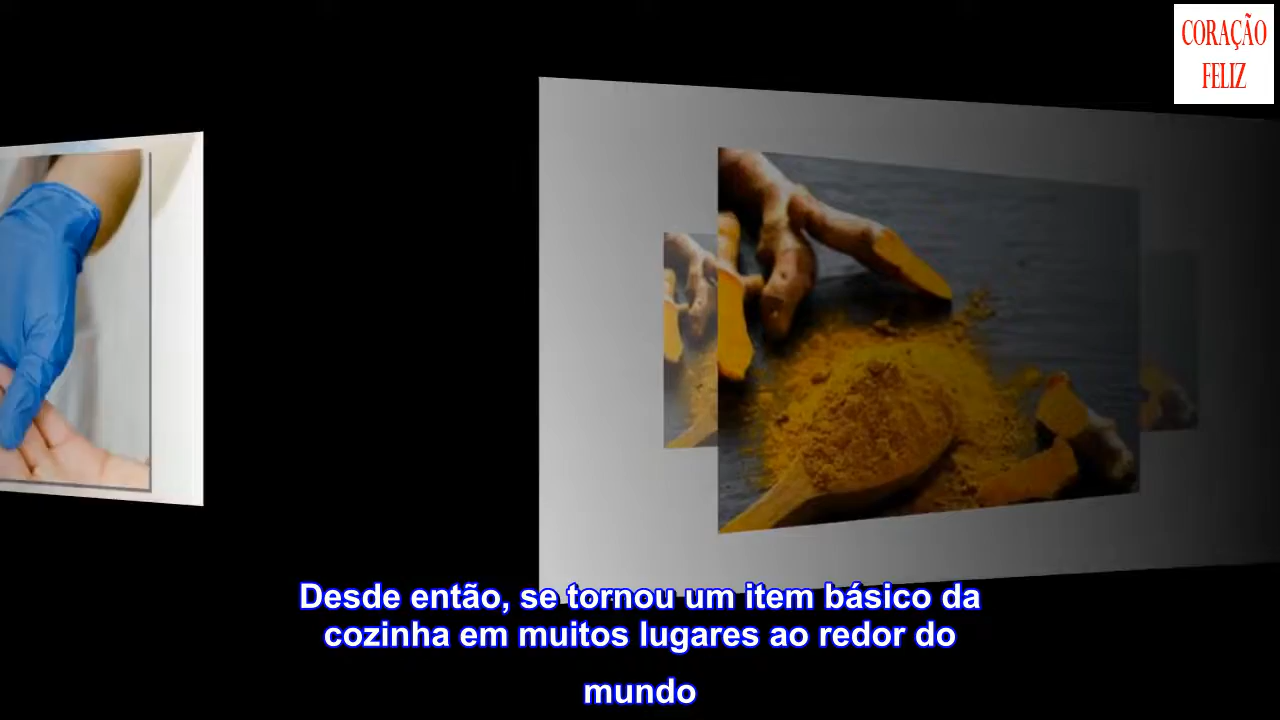 CORAÇÃO
FELIZ
Desde então, se tornou um item básico da
cozinha em muitos lugares ao redor do
mundo